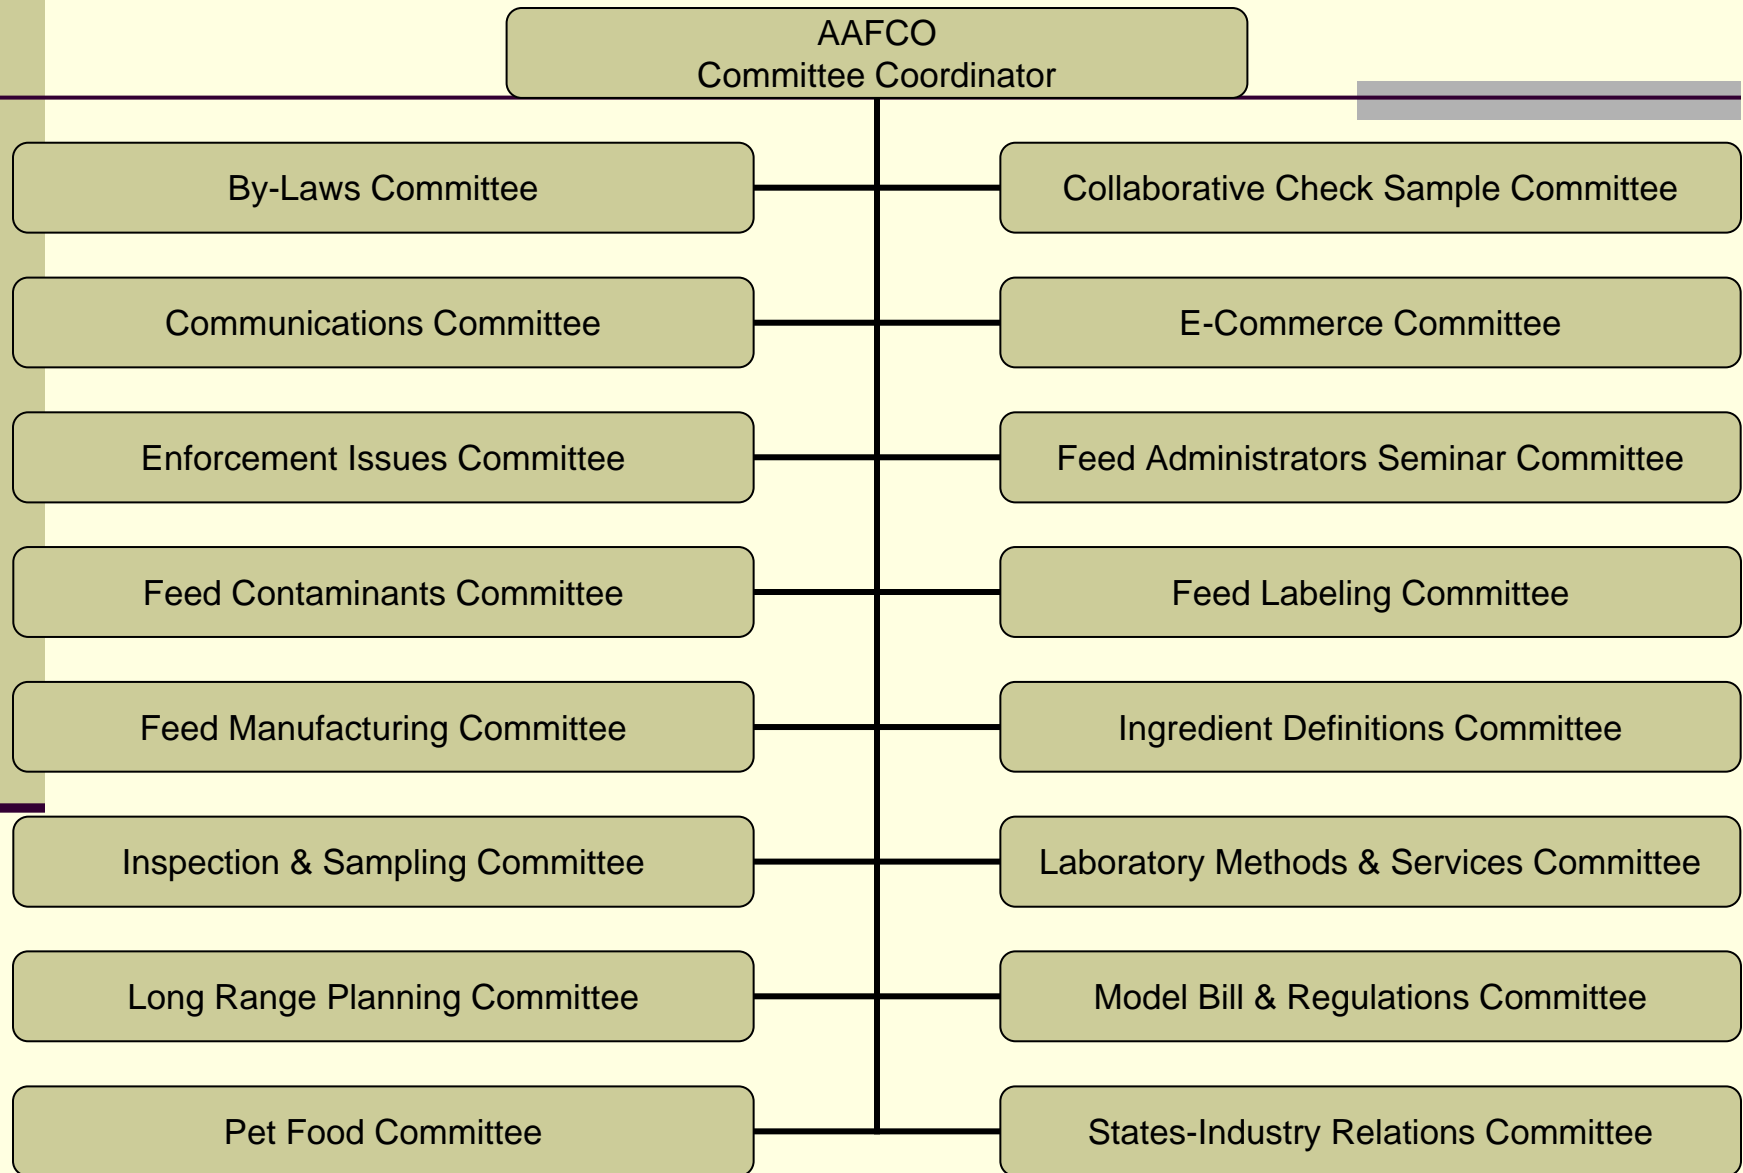 AAFCO
Committee Coordinator
By-Laws Committee
Collaborative Check Sample Committee
Communications Committee
E-Commerce Committee
Enforcement Issues Committee
Feed Administrators Seminar Committee
Feed Contaminants Committee
Feed Labeling Committee
Feed Manufacturing Committee
Ingredient Definitions Committee
Inspection & Sampling Committee
Laboratory Methods & Services Committee
Long Range Planning Committee
Model Bill & Regulations Committee
Pet Food Committee
States-Industry Relations Committee